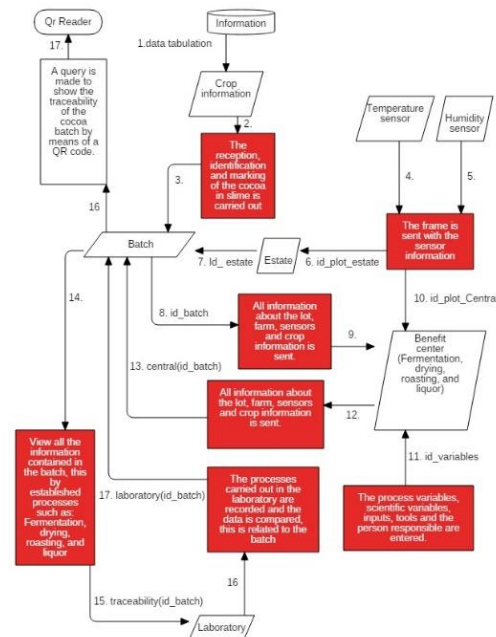 Qr Reader
Information
17.
1.data tabulation
A query is
made to
show the
traceability
of the
cocoa
batch by
means of a
QR code.
Crop
information
2.
Temperature
sensor
Humidity
sensor
The
reception,
identification
and marking
of the cocoa
in slime is
carried out
3.
4.
5.
16
Batch
7. Id_ estate
Estate
6. id_plot_estate
The frame is
sent with the
sensor
information
14.
8. id_batch
10. id_plot_Central
All information
about the lot,
farm, sensors
and crop
information is
sent.
9.
Benefit
center
(Fermentation,
drying,
roasting, and
liquor)
13. central(id_batch)
All information
about the lot,
farm, sensors
and crop
information is
sent.
12.
View all the
information
contained in
the batch, this
by
established
processes
such as:
Fermentation,
drying,
roasting, and
liquor
11. id_variables
17. laboratory(id_batch)
The processes
carried out in the
laboratory are
recorded and the
data is compared,
this is related to the
batch
The process
variables,
scientific variables,
inputs, tools and
the person
responsible are
entered.
15. traceability(id_batch)
16
Laboratory